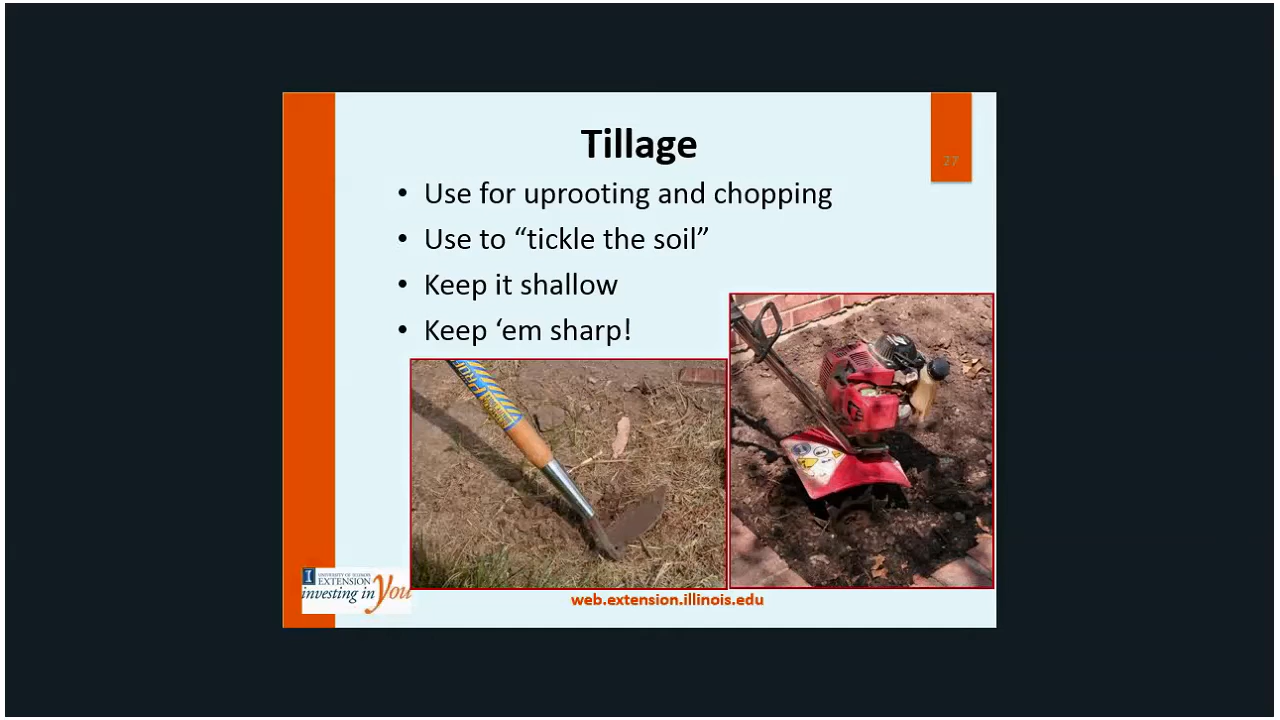 Tillage
27
• Use for uprooting and chopping
• Use to “tickle the soil”
• Keep it shallow
• Keep ‘em sharp!
UNIVERSITY OF ILLINOIS
EXTENSION
investing in You
web.extension.illinois.edu